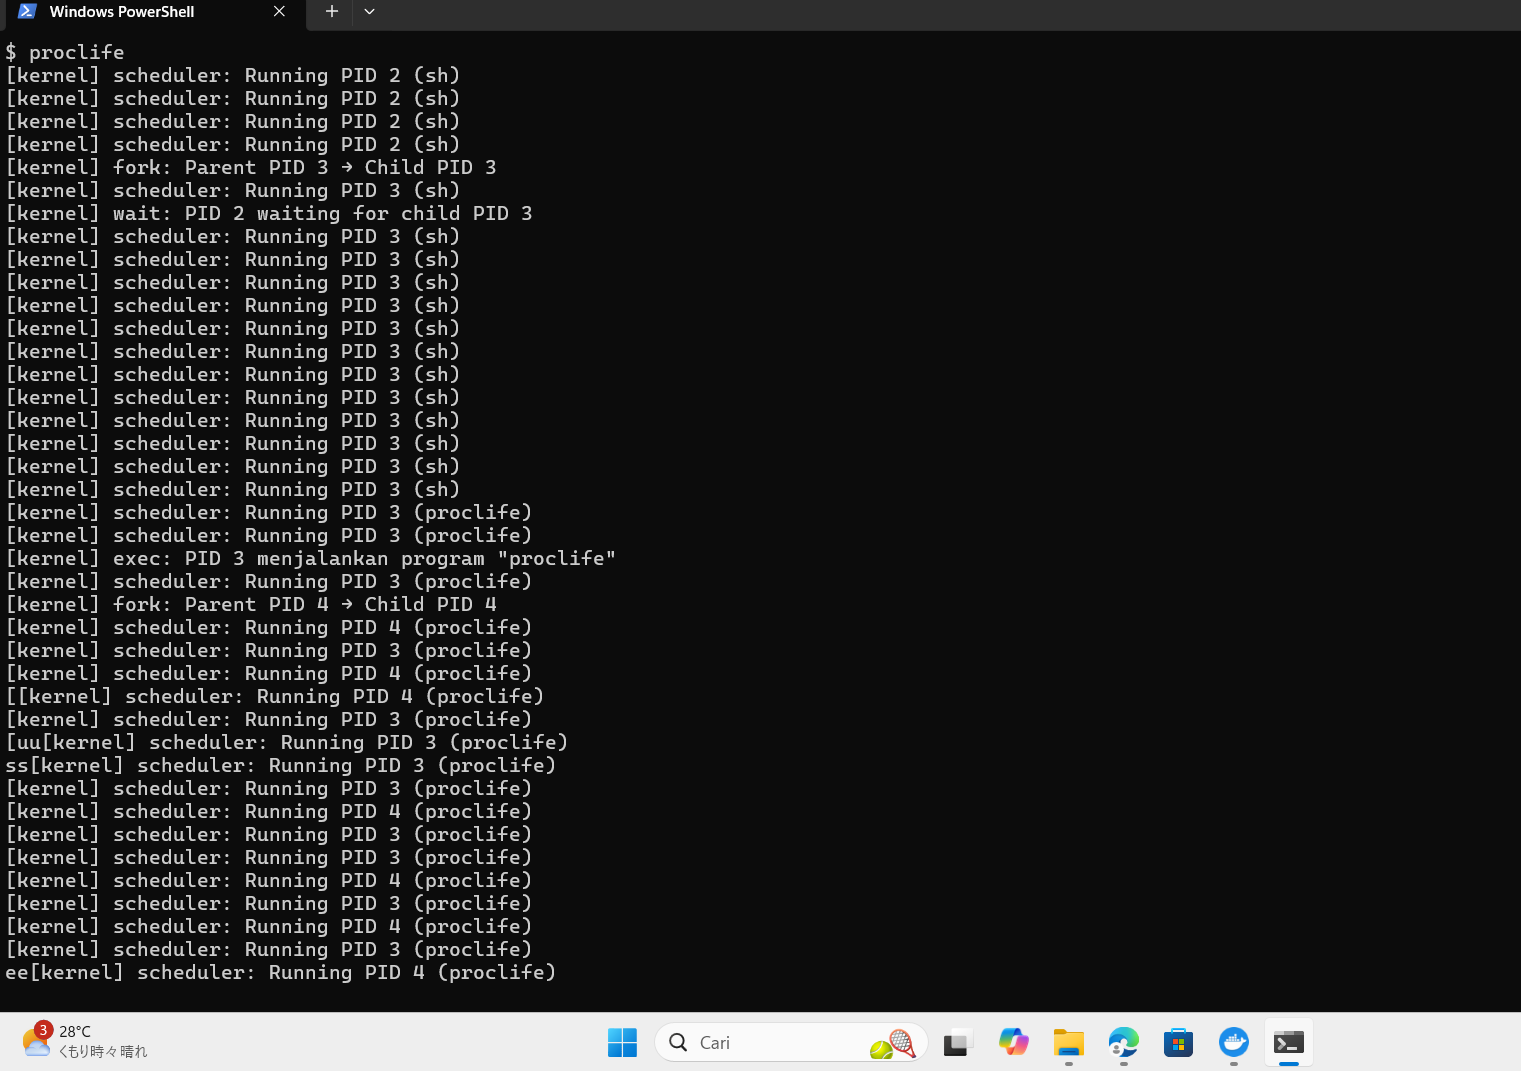 Windows PowerShell
$ proclife
[kernel] scheduler: Running PID 2 (sh)
[kernel] scheduler: Running PID 2 (sh)
[kernel] scheduler: Running PID 2 (sh)
[kernel] scheduler: Running PID 2 (sh)
[kernel] fork: Parent PID 3 → Child PID 3
[kernel] scheduler: Running PID 3 (sh)
[kernel] wait: PID 2 waiting for child PID 3
[kernel] scheduler: Running PID 3 (sh)
[kernel] scheduler: Running PID 3 (sh)
[kernel] scheduler: Running PID 3 (sh)
[kernel] scheduler: Running PID 3 (sh)
[kernel] scheduler: Running PID 3 (sh)
[kernel] scheduler: Running PID 3 (sh)
[kernel] scheduler: Running PID 3 (sh)
[kernel] scheduler: Running PID 3 (sh)
[kernel] scheduler: Running PID 3 (sh)
[kernel] scheduler: Running PID 3 (sh)
[kernel] scheduler: Running PID 3 (sh)
[kernel] scheduler: Running PID 3 (sh)
[kernel] scheduler: Running PID 3 (proclife)
[kernel] scheduler: Running PID 3 (proclife)
[kernel] exec: PID 3 menjalankan program "proclife"
[kernel] scheduler: Running PID 3 (proclife)
[kernel] fork: Parent PID 4 → Child PID 4
[kernel] scheduler: Running PID 4 (proclife)
[kernel] scheduler: Running PID 3 (proclife)
[kernel] scheduler: Running PID 4 (proclife)
[[kernel] scheduler: Running PID 4 (proclife)
[kernel] scheduler: Running PID 3 (proclife)
[uu[kernel] scheduler: Running PID 3 (proclife)
ss[kernel] scheduler: Running PID 3 (proclife)
[kernel] scheduler: Running PID 3 (proclife)
[kernel] scheduler: Running PID 4 (proclife)
[kernel] scheduler: Running PID 3 (proclife)
[kernel] scheduler: Running PID 3 (proclife)
[kernel] scheduler: Running PID 4 (proclife)
[kernel] scheduler: Running PID 3 (proclife)
[kernel] scheduler: Running PID 4 (proclife)
[kernel] scheduler: Running PID 3 (proclife)
ee[kernel] scheduler: Running PID 4 (proclife)
3
28°C
くもり時々晴れ
Cari